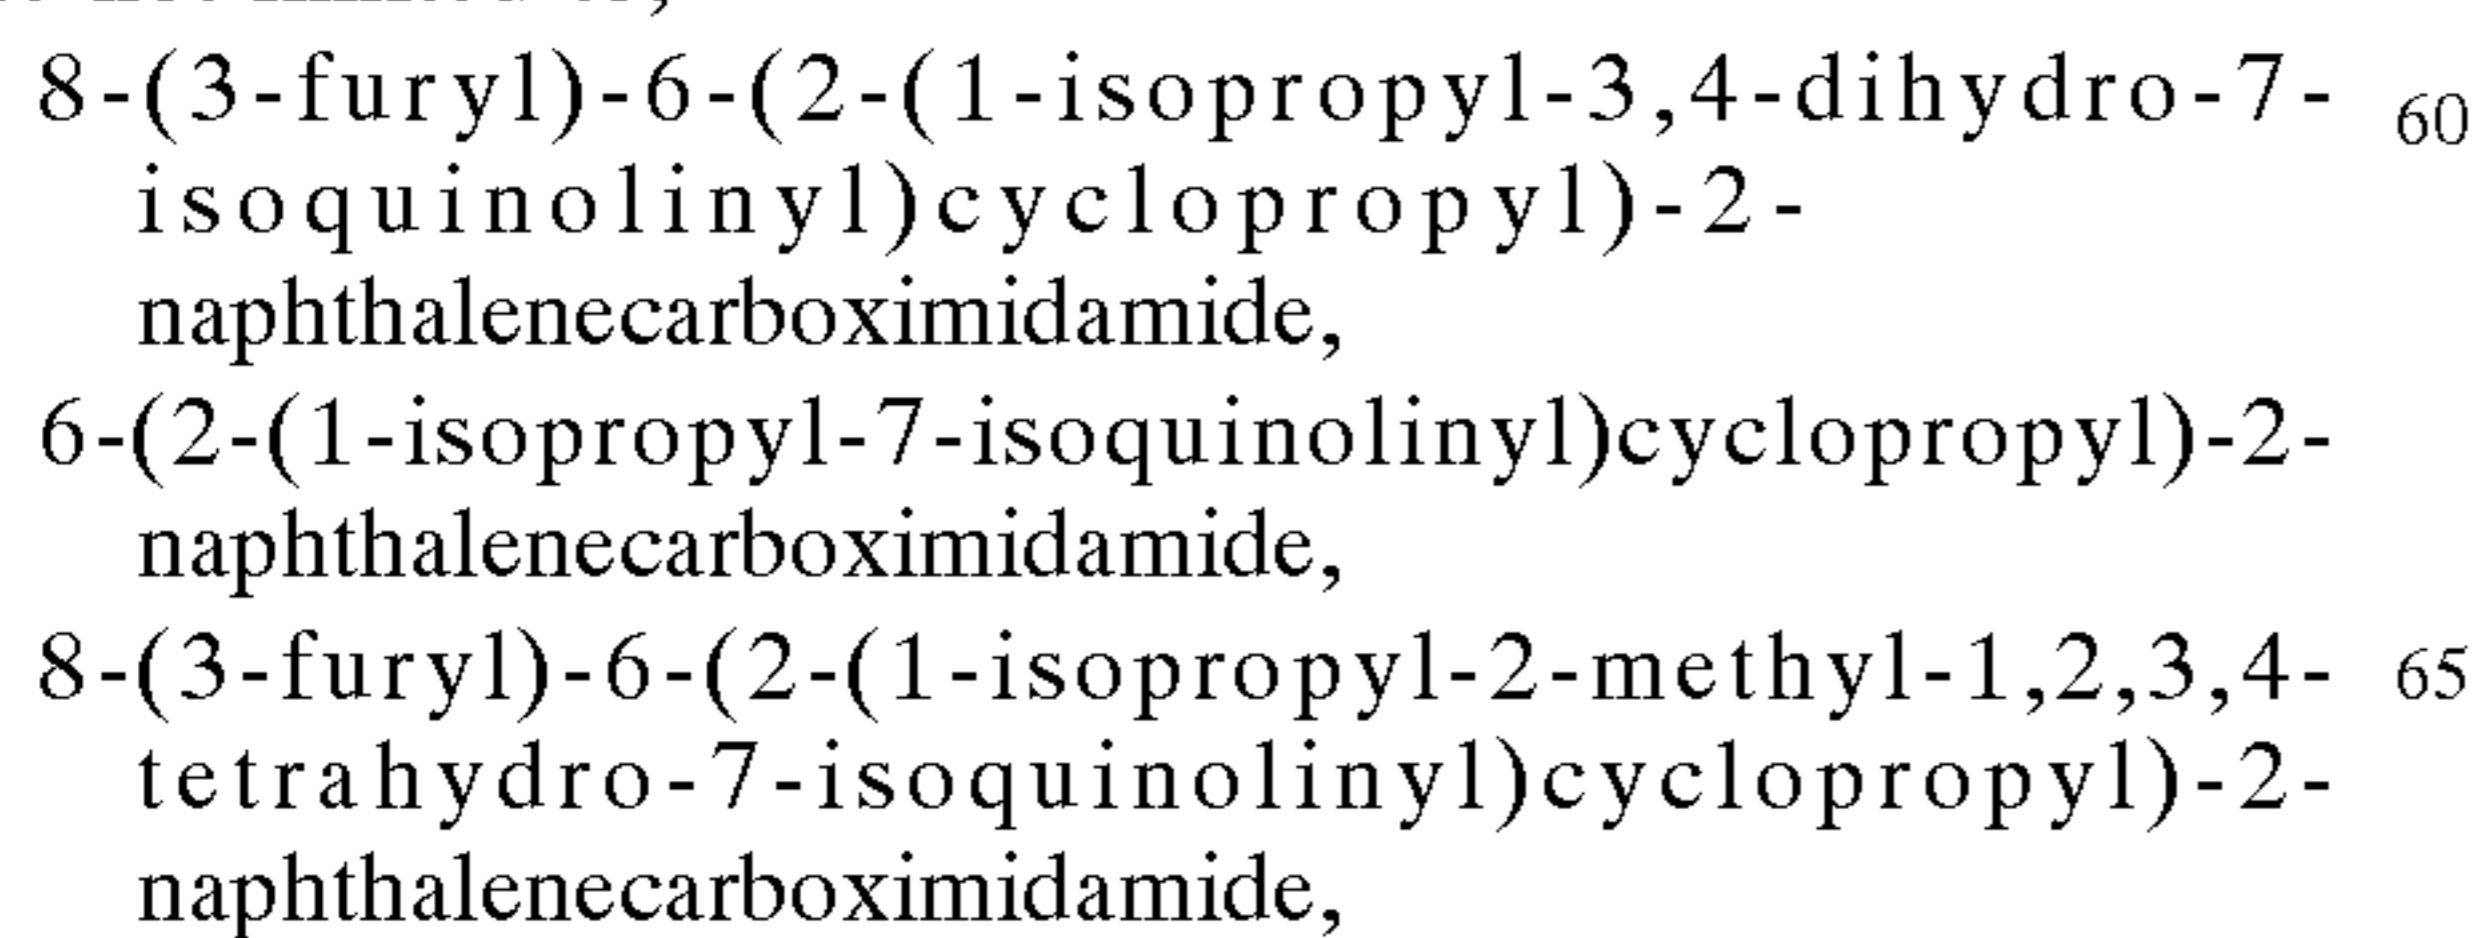 8-(3-furyl)-6-(2-(1-isopropyl-3,4-dihydro-7- 60
isoquinolinyl)cyclopropyl)-2-
naphthalenecarboximidamide,
6-(2-(1-isopropyl-7-isoquinolinyl)cyclopropyl)-2-
naphthalenecarboximidamide,
8-(3-furyl)-6-(2-(1-isopropyl-2-methyl-1,2,3,4- 65
tetrahydro-7-isoquinolinyl)cyclopropyl)-2-
naphthalenecarboximidamide,